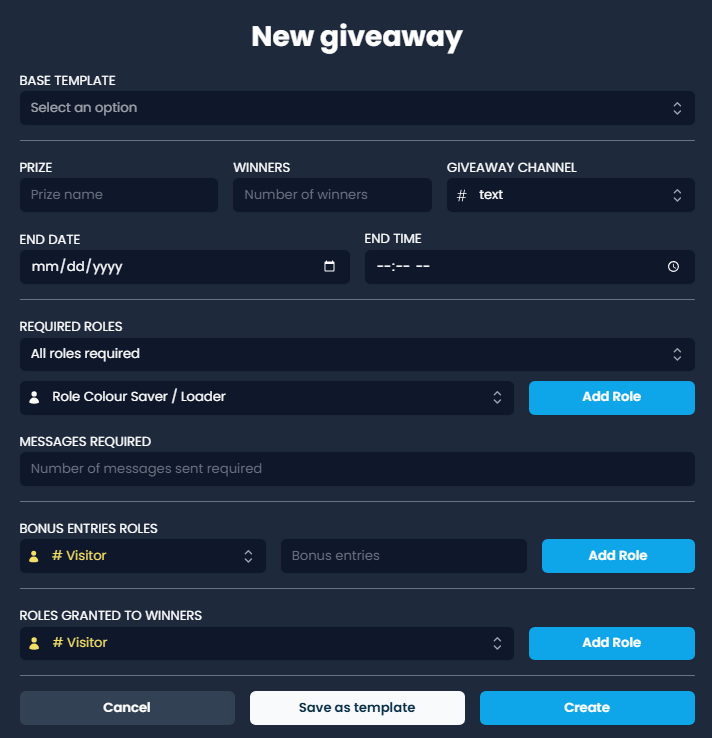 New giveaway
BASE TEMPLATE
Select an option
PRIZE WINNERS GIVEAWAY CHANNEL
Prize name Number of winners # text
END DATE END TIME
mm/dd/yyyy --:-- --
REQUIRED ROLES
All roles required
Role Colour Saver / Loader Add Role
MESSAGES REQUIRED
Number of messages sent required
BONUS ENTRIES ROLES
# Visitor Bonus entries Add Role
ROLES GRANTED TO WINNERS
# Visitor Add Role
Cancel Save as template Create